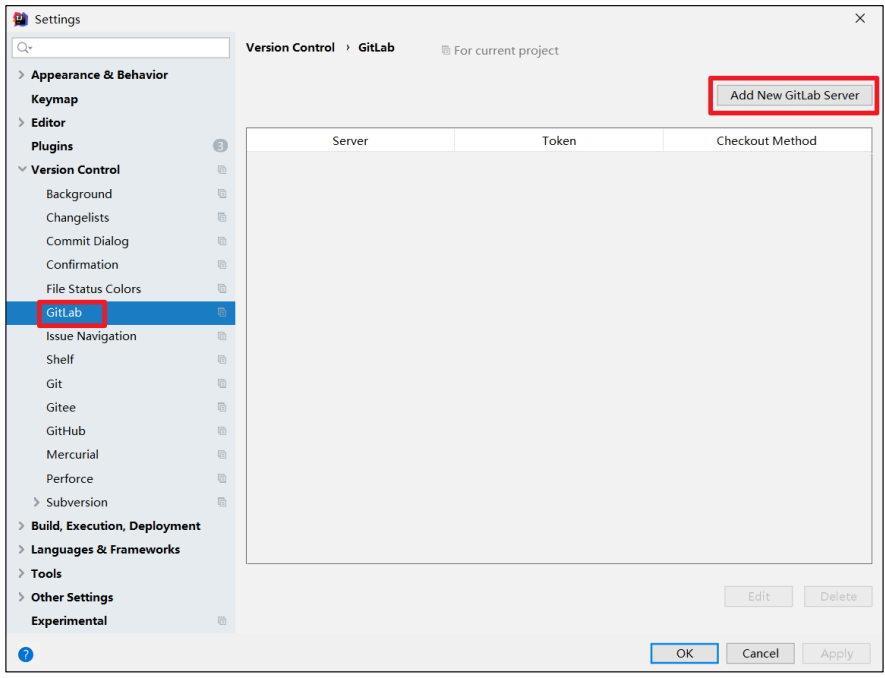 Settings
Version Control › GitLab For current project
Appearance & Behavior
Keymap
Editor
Plugins 3
Version Control
Background
Changelists
Commit Dialog
Confirmation
File Status Colors
GitLab
Issue Navigation
Shelf
Git
Gitee
GitHub
Mercurial
Perforce
Subversion
Build, Execution, Deployment
Languages & Frameworks
Tools
Other Settings
Experimental
Add New GitLab Server
Server Token Checkout Method
Edit Delete
? OK Cancel Apply